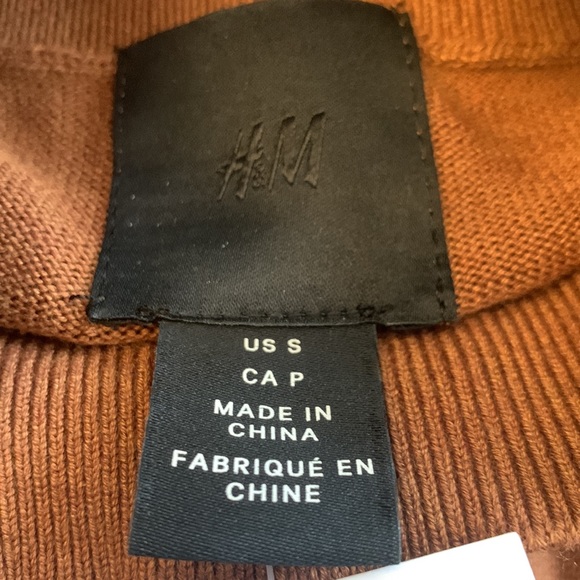 H&M
US S
CA P
MADE IN
CHINA
FABRIQUÉ EN
CHINE